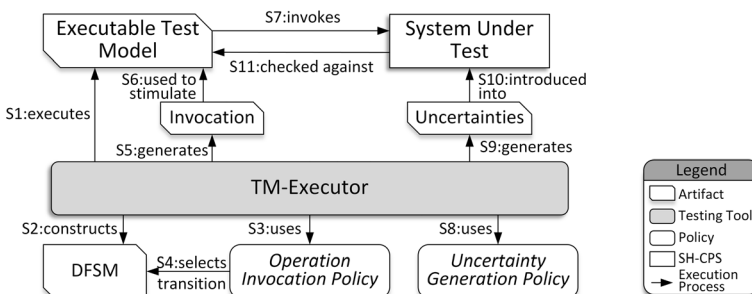 S7:invokes
Executable Test
Model
System Under
Test
S11:checked against
S6:used to
stimulate
S10:introduced
into
S1:executes
Invocation
Uncertainties
S5:generates
S9:generates
TM-Executor
S2:constructs
S3:uses
S8:uses
DFSM
S4:selects
transition
Operation
Invocation Policy
Uncertainty
Generation Policy
Legend
Artifact
Testing Tool
Policy
SH-CPS
Execution
Process